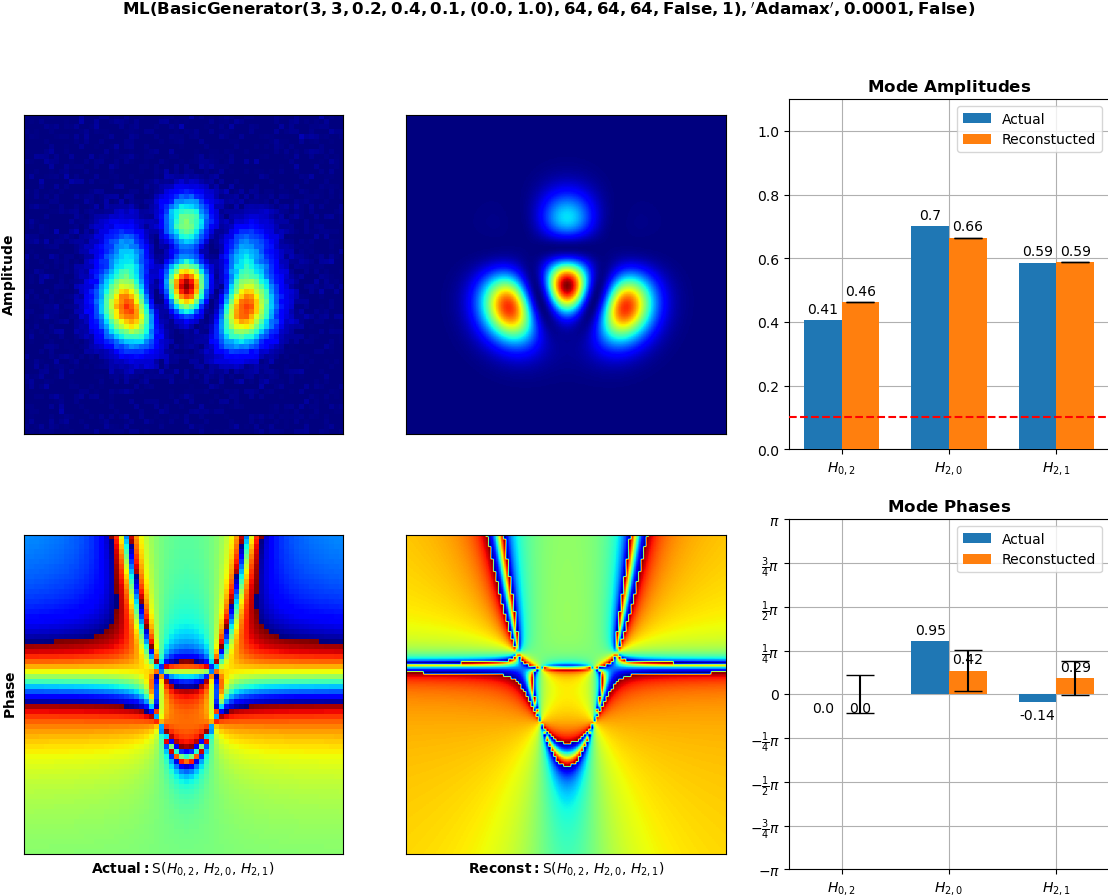 ML(BasicGenerator(3, 3, 0.2, 0.4, 0.1, (0.0, 1.0), 64, 64, 64, False, 1), ′Adamax′, 0.0001, False)
Amplitude
Mode Amplitudes
Actual
Reconstucted
1.0
0.8
0.6
0.4
0.2
0.0
0.41
0.46
0.7
0.66
0.59
0.59
H0, 2
H2, 0
H2, 1
Phase
Actual: S(H0, 2, H2, 0, H2, 1)
Reconst: S(H0, 2, H2, 0, H2, 1)
Mode Phases
Actual
Reconstucted
π
3/4π
1/2π
1/4π
0
−1/4π
−1/2π
−3/4π
−π
0.0
0.0
0.95
0.42
-0.14
0.29
H0, 2
H2, 0
H2, 1